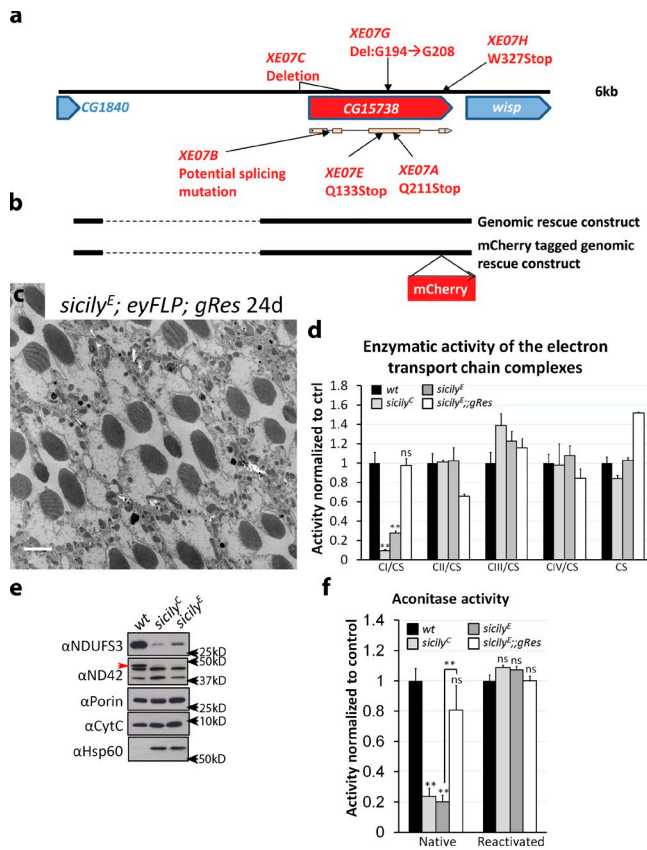 a
XE07G
Del:G194→G208
XE07H
W327Stop
XE07C
Deletion
CG1840
CG15738
wisp
6kb
XE07B
Potential splicing
mutation
XE07E
Q133Stop
XE07A
Q211Stop
b
Genomic rescue construct
mCherry tagged genomic
rescue construct
mCherry
c
sicilyE; eyFLP; gRes 24d
d
Enzymatic activity of the electron
transport chain complexes
Activity normalized to ctrl
1.8
1.6
1.4
1.2
1
0.8
0.6
0.4
0.2
0
wt
sicilyE
sicilyC
sicilyE;;gRes
ns
**
**
CI/CS
CII/CS
CIII/CS
CIV/CS
CS
e
wt
sicilyC
sicilyE
αNDUFS3
25kD
50kD
αND42
37kD
αPorin
25kD
αCytC
10kD
αHsp60
50kD
f
Aconitase activity
Activity normalized to control
1.4
1.2
1
0.8
0.6
0.4
0.2
0
wt
sicilyE
sicilyC
sicilyE;;gRes
**
ns
** **
ns ns
ns
Native
Reactivated